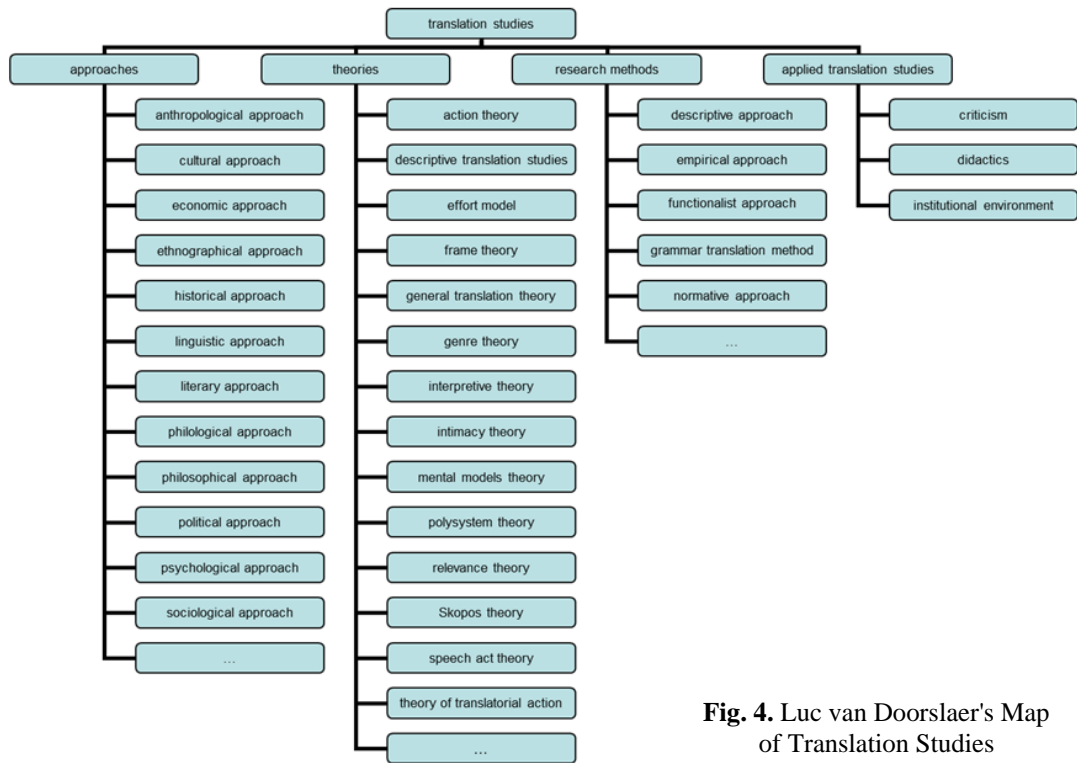 translation studies
approaches
theories
research methods
applied translation studies
anthropological approach
cultural approach
economic approach
ethnographical approach
historical approach
linguistic approach
literary approach
philological approach
philosophical approach
political approach
psychological approach
sociological approach
...
action theory
descriptive translation studies
effort model
frame theory
general translation theory
genre theory
interpretive theory
intimacy theory
mental models theory
polysystem theory
relevance theory
Skopos theory
speech act theory
theory of translatorial action
...
descriptive approach
empirical approach
functionalist approach
grammar translation method
normative approach
...
criticism
didactics
institutional environment
Fig. 4. Luc van Doorslaer's Map
of Translation Studies